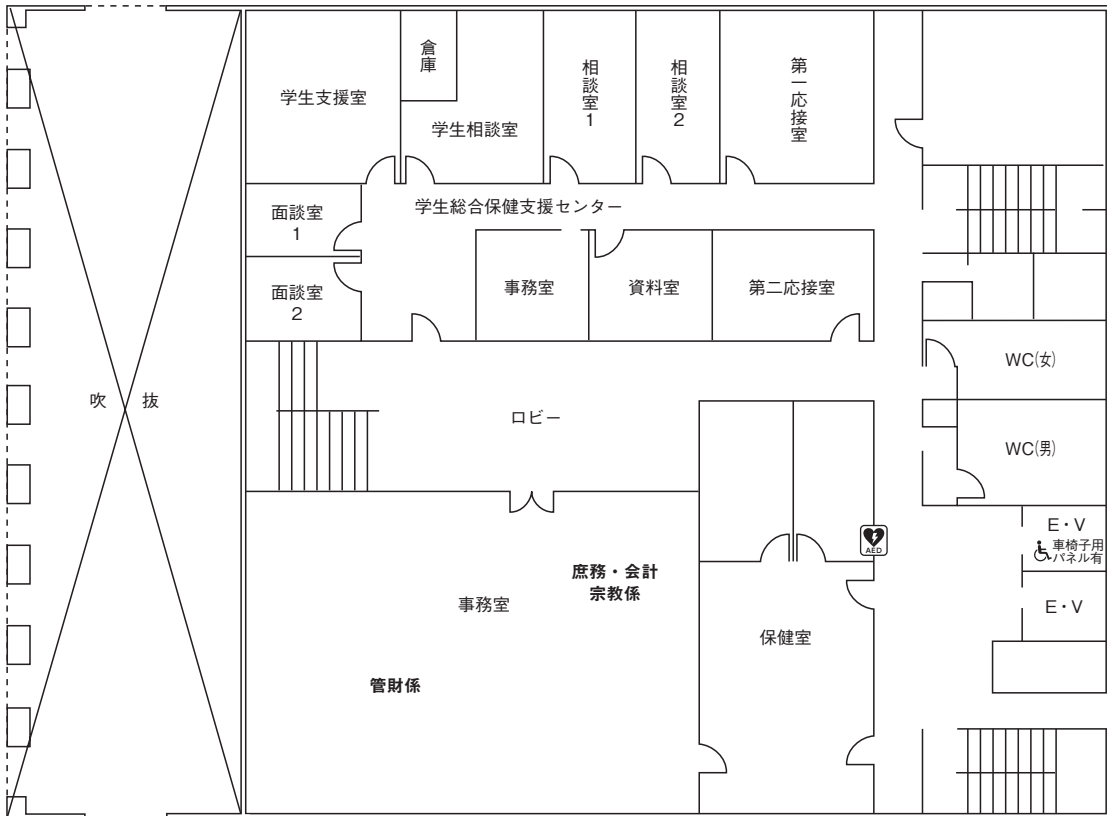 倉庫
学生支援室
学生相談室
相談室1
相談室2
第一応接室
面談室
1
学生総合保健支援センター
面談室
2
事務室
資料室
第二応接室
WC(女)
吹抜
ロビー
WC(男)
E・V
車椅子用
パネル有
AED
庶務・会計
宗教係
事務室
E・V
保健室
管財係